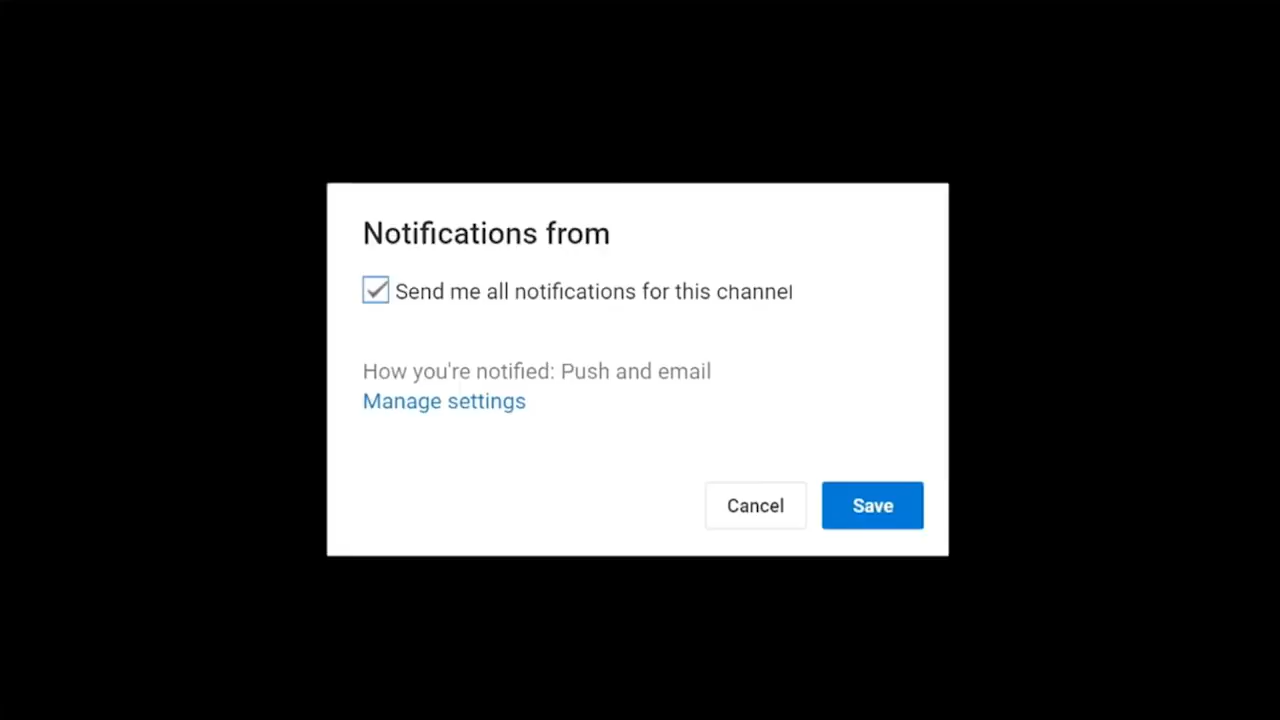 Notifications from
Send me all notifications for this channel
How you're notified: Push and email
Manage settings
Cancel Save